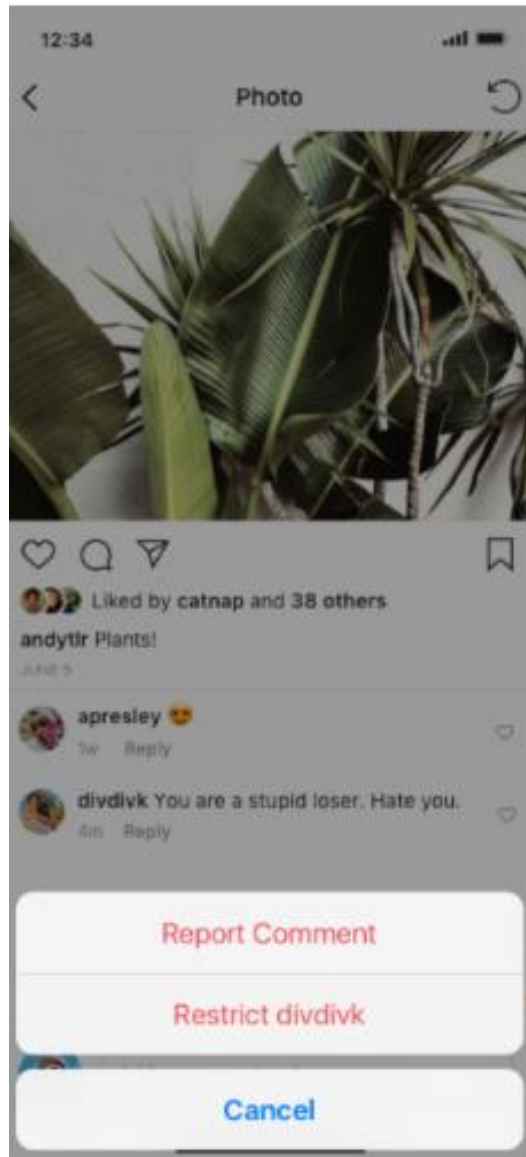 12:34
Photo
Liked by catnap and 38 others
andytlr Plants!
JUNE 5
apresley 😍
1w Reply
divdivk You are a stupid loser. Hate you.
4m Reply
Report Comment
Restrict divdivk
Cancel